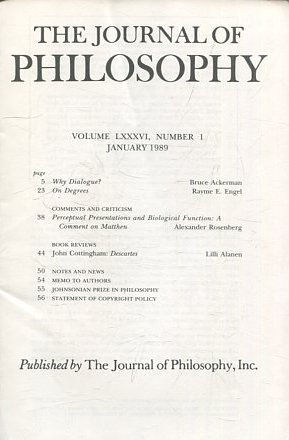 THE JOURNAL OF
PHILOSOPHY
VOLUME LXXXVI, NUMBER 1
JANUARY 1989
page
5 Why Dialogue? Bruce Ackerman
23 On Degrees Rayme E. Engel
COMMENTS AND CRITICISM
38 Perceptual Presentations and Biological Function: A
Comment on Matthen Alexander Rosenberg
BOOK REVIEWS
44 John Cottingham: Descartes Lilli Alanen
50 NOTES AND NEWS
54 MEMO TO AUTHORS
55 JOHNSONIAN PRIZE IN PHILOSOPHY
56 STATEMENT OF COPYRIGHT POLICY
Published by The Journal of Philosophy, Inc.